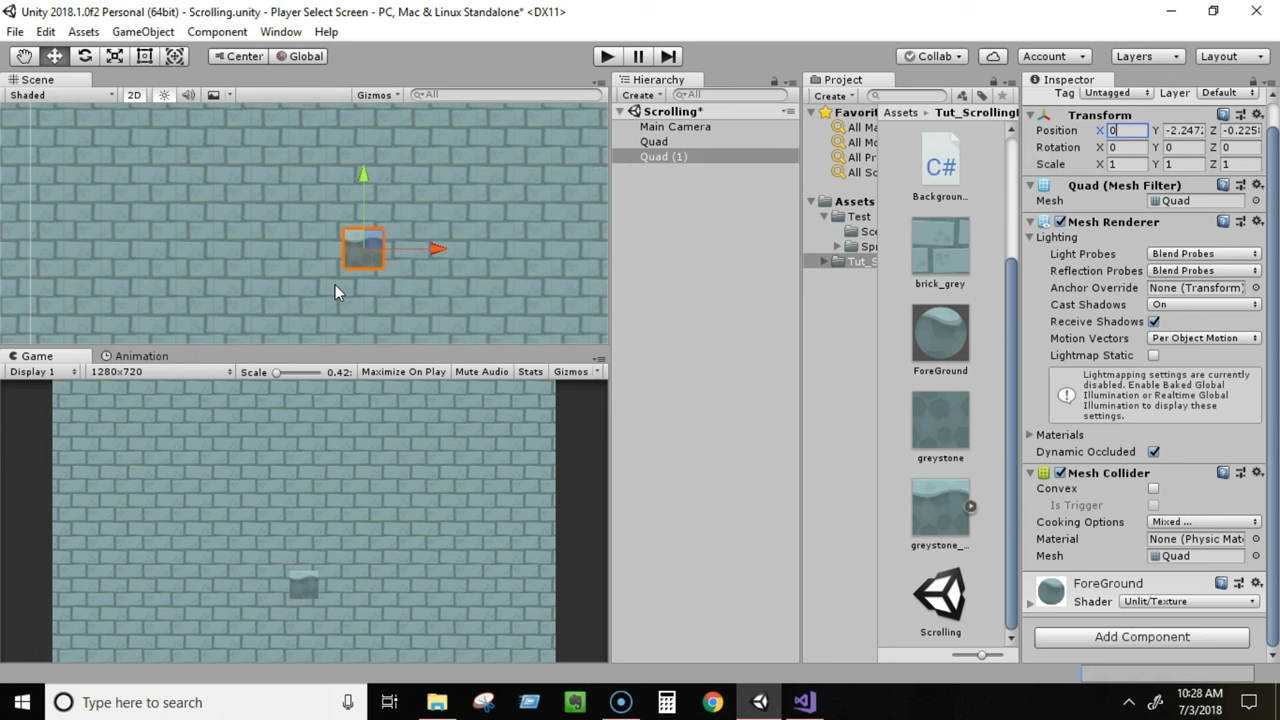 Unity 2018.1.0f2 Personal (64bit) - Scrolling.unity - Player Select Screen - PC, Mac & Linux Standalone* <DX11>
File Edit Assets GameObject Component Window Help
Center Global Collab Account Layers Layout
Scene
Shaded 2D Gizmos All
Hierarchy
Create All
Scrolling*
Main Camera
Quad
Quad (1)
Project
Create
Favorit
All Ma
All Mo
All Pr
All Sc
Assets
Test
Sce
Spr
Tut_S
Assets Tut_Scrolling
C#
Backgroun...
brick_grey
ForeGround
greystone
greystone_...
Scrolling
Inspector
Tag Untagged Layer Default
Transform
Position X 0 Y -2.247 Z -0.225
Rotation X 0 Y 0 Z 0
Scale X 1 Y 1 Z 1
Quad (Mesh Filter)
Mesh Quad
Mesh Renderer
Lighting
Light Probes Blend Probes
Reflection Probes Blend Probes
Anchor Override None (Transform)
Cast Shadows On
Receive Shadows
Motion Vectors Per Object Motion
Lightmap Static
Lightmapping settings are currently
disabled. Enable Baked Global
Illumination or Realtime Global
Illumination to display these
settings.
Materials
Dynamic Occluded
Mesh Collider
Convex
Is Trigger
Cooking Options Mixed ...
Material None (Physic Mat
Mesh Quad
ForeGround
Shader Unlit/Texture
Add Component
Game Animation
Display 1 1280x720 Scale 0.42: Maximize On Play Mute Audio Stats Gizmos
Type here to search
10:28 AM
7/3/2018